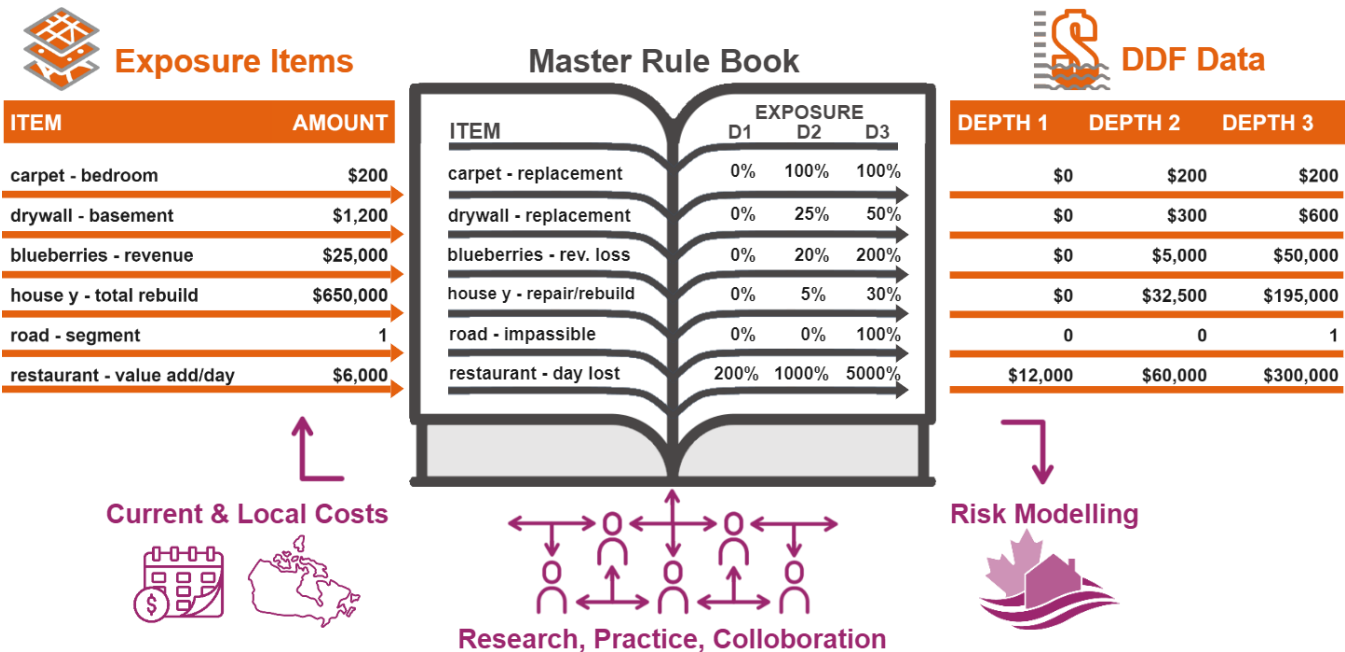 Exposure Items
Master Rule Book
DDF Data
ITEM AMOUNT
carpet - bedroom $200
drywall - basement $1,200
blueberries - revenue $25,000
house y - total rebuild $650,000
road - segment 1
restaurant - value add/day $6,000
EXPOSURE
ITEM D1 D2 D3
carpet - replacement 0% 100% 100%
drywall - replacement 0% 25% 50%
blueberries - rev. loss 0% 20% 200%
house y - repair/rebuild 0% 5% 30%
road - impassible 0% 0% 100%
restaurant - day lost 200% 1000% 5000%
DEPTH 1 DEPTH 2 DEPTH 3
$0 $200 $200
$0 $300 $600
$0 $5,000 $50,000
$0 $32,500 $195,000
0 0 1
$12,000 $60,000 $300,000
Current & Local Costs
$
Research, Practice, Colloboration
Risk Modelling